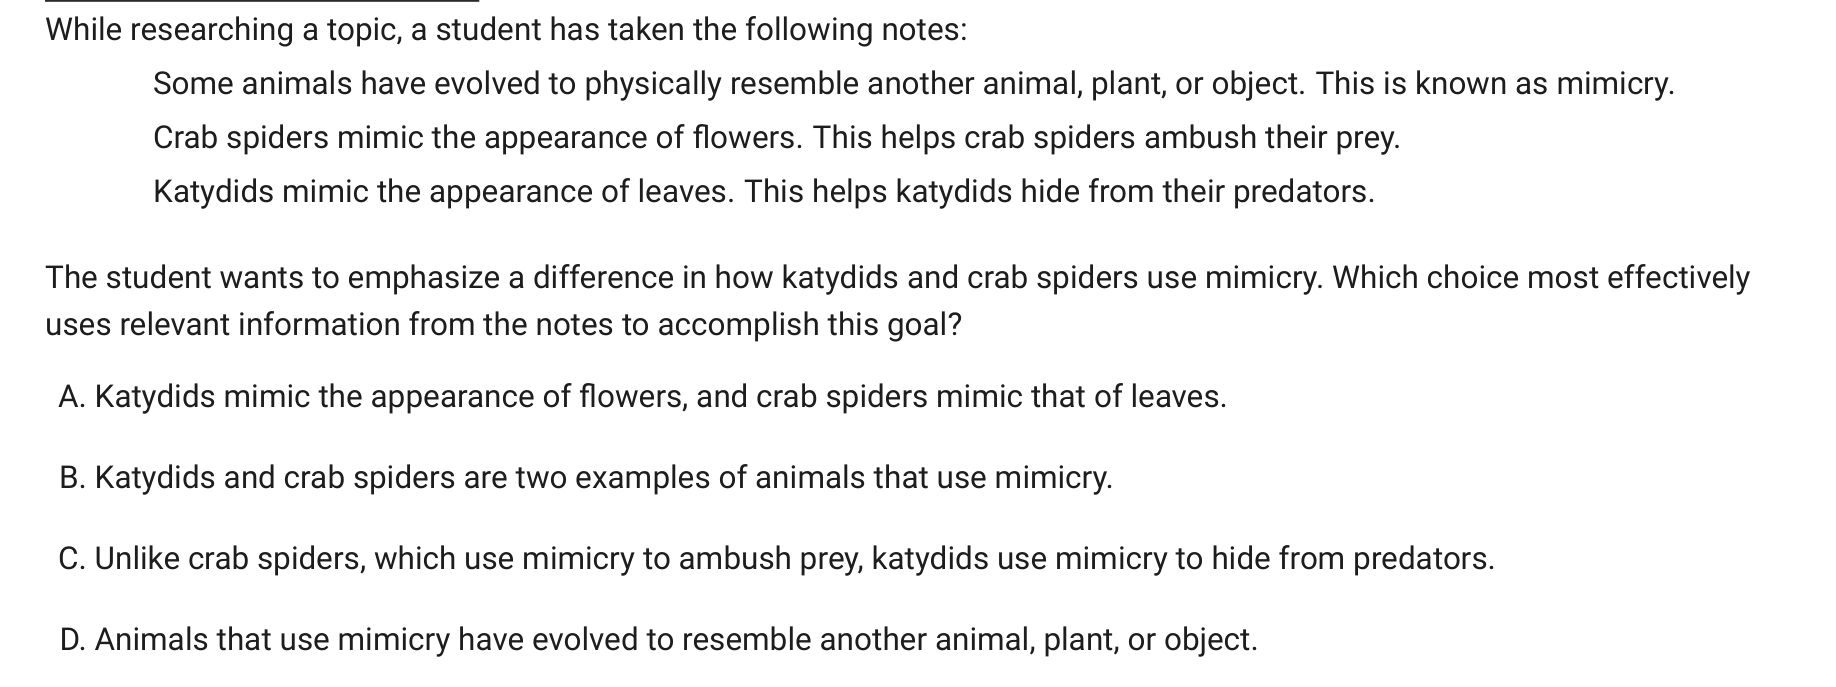 While researching a topic, a student has taken the following notes:
Some animals have evolved to physically resemble another animal, plant, or object. This is known as mimicry.
Crab spiders mimic the appearance of flowers. This helps crab spiders ambush their prey.
Katydids mimic the appearance of leaves. This helps katydids hide from their predators.
The student wants to emphasize a difference in how katydids and crab spiders use mimicry. Which choice most effectively
uses relevant information from the notes to accomplish this goal?
A. Katydids mimic the appearance of flowers, and crab spiders mimic that of leaves.
B. Katydids and crab spiders are two examples of animals that use mimicry.
C. Unlike crab spiders, which use mimicry to ambush prey, katydids use mimicry to hide from predators.
D. Animals that use mimicry have evolved to resemble another animal, plant, or object.